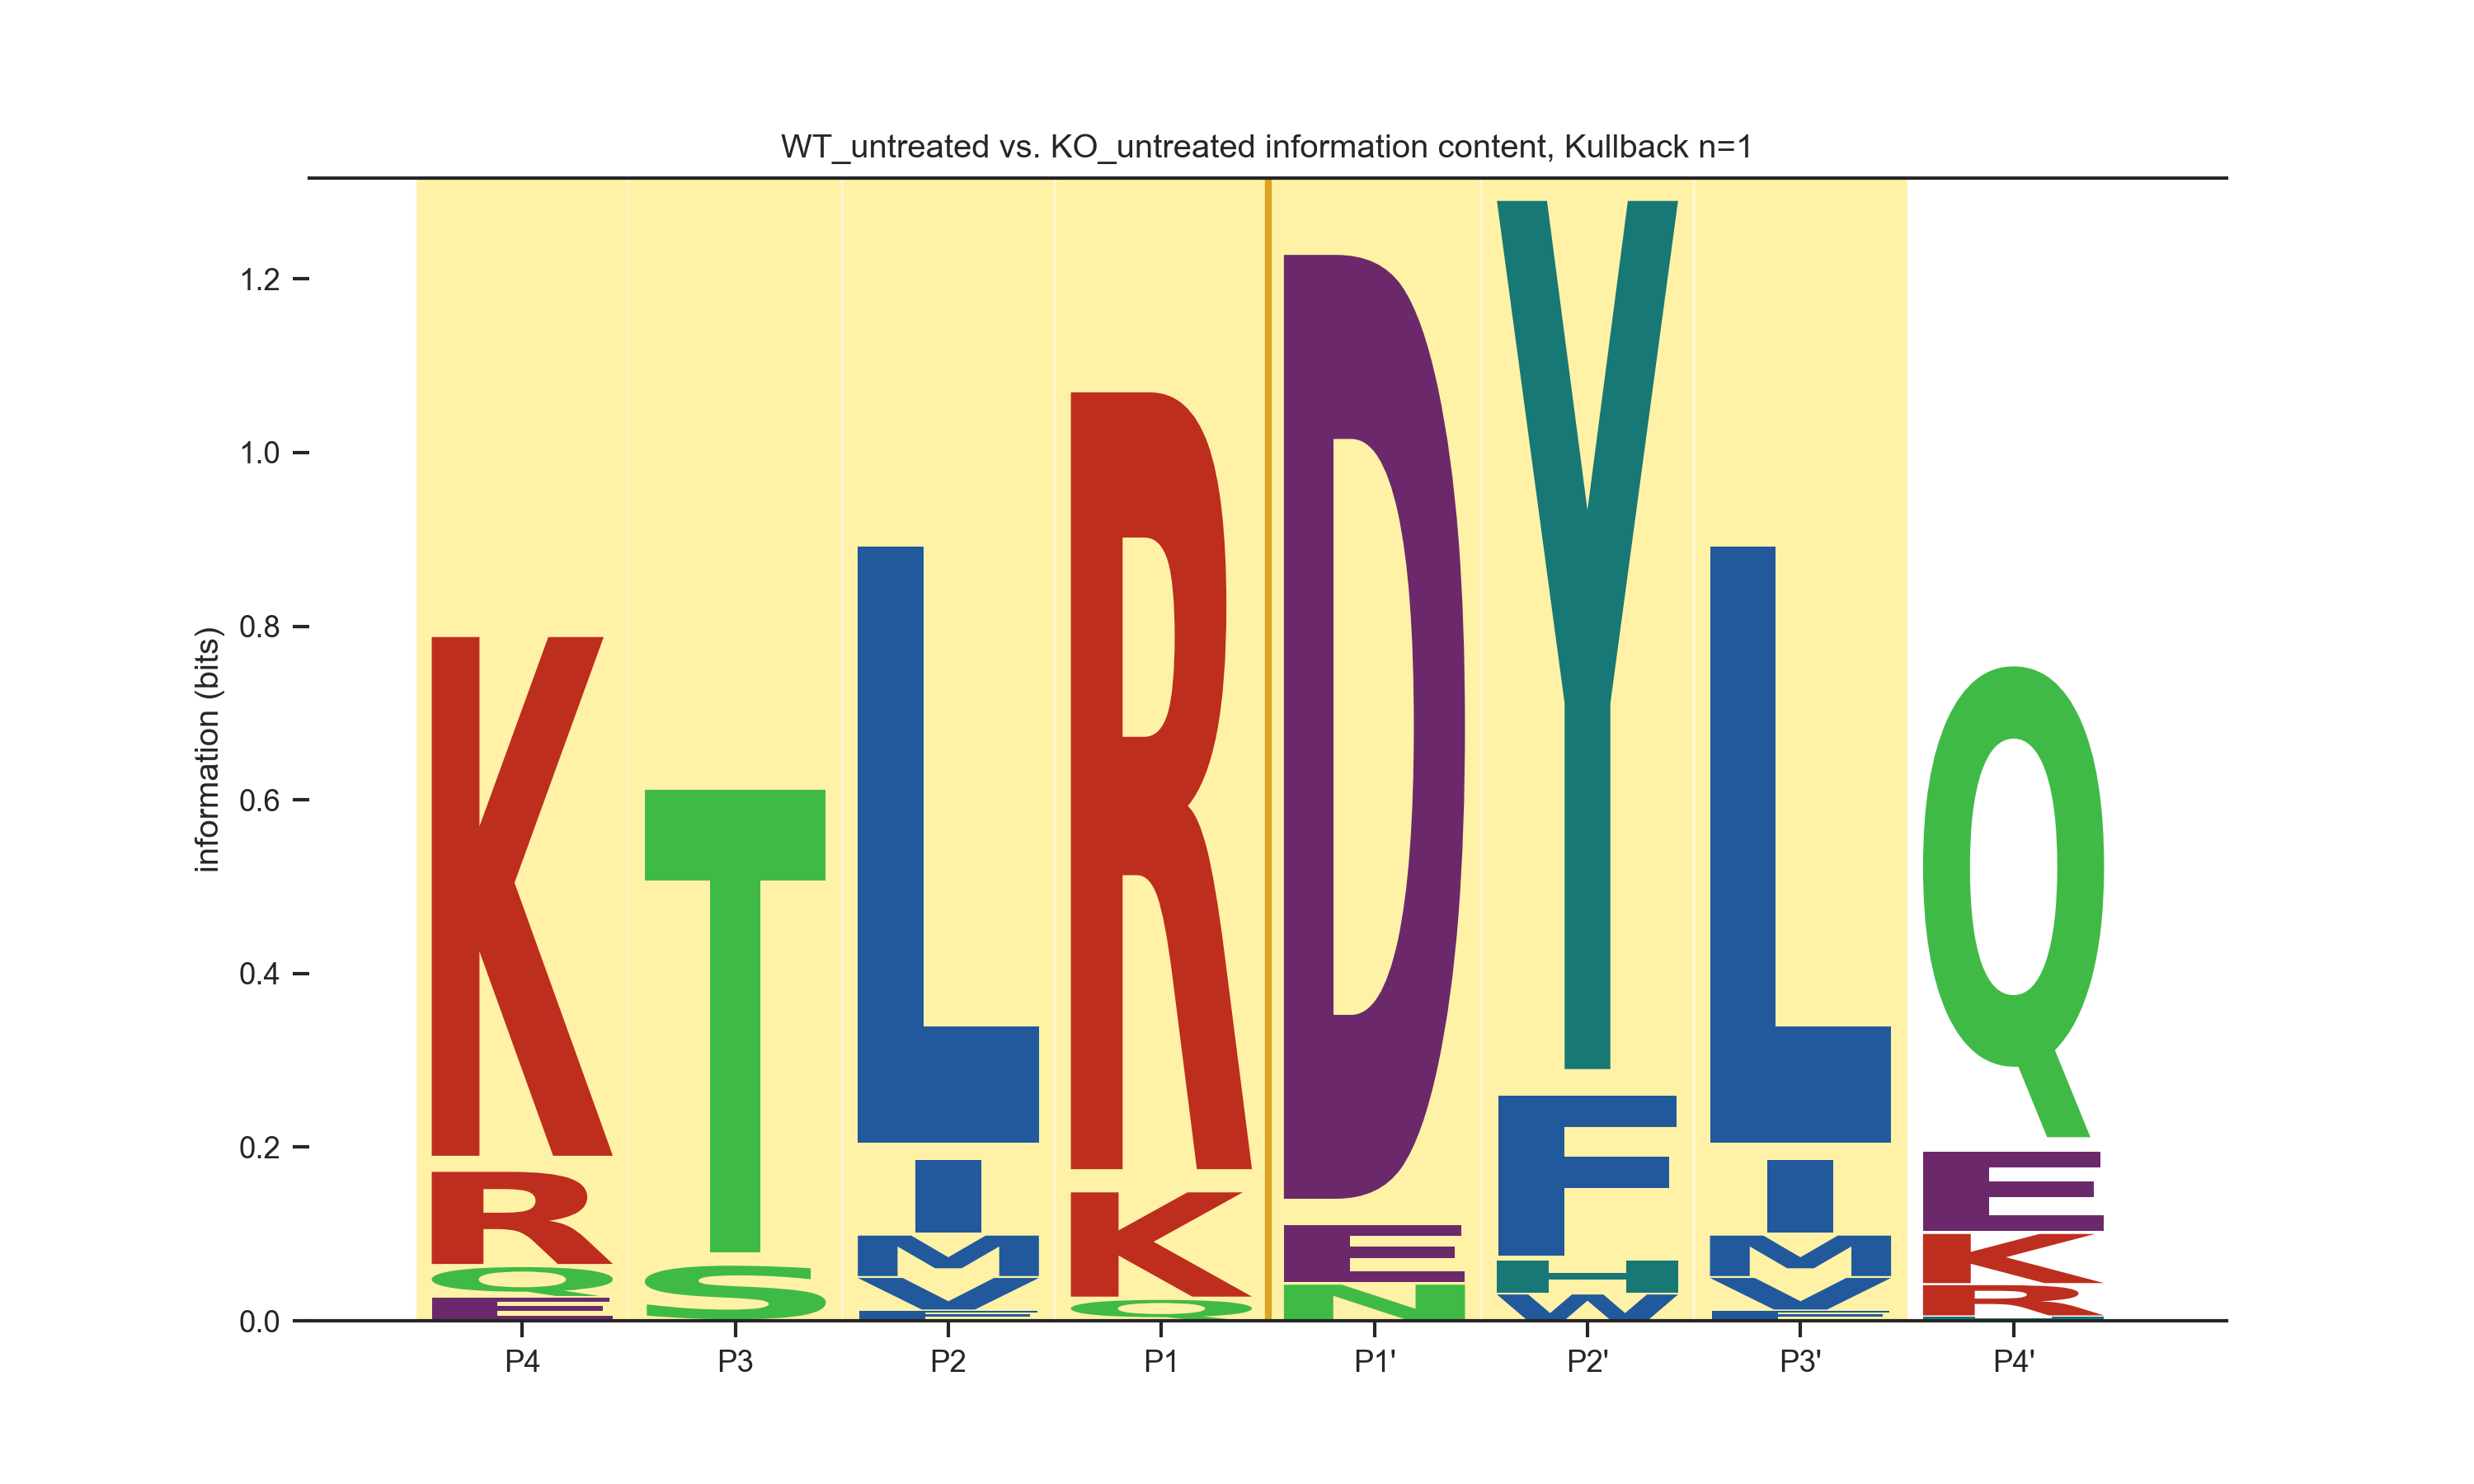 WT_untreated vs. KO_untreated information content, Kullback n=1
information (bits)
1.2
1.0
0.8
0.6
0.4
0.2
0.0
K
R
Q
E
T
S
L
I
M
V
F
R
K
Q
D
E
N
Y
F
H
W
L
I
M
V
F
Q
E
K
R
P4 P3 P2 P1 P1' P2' P3' P4'